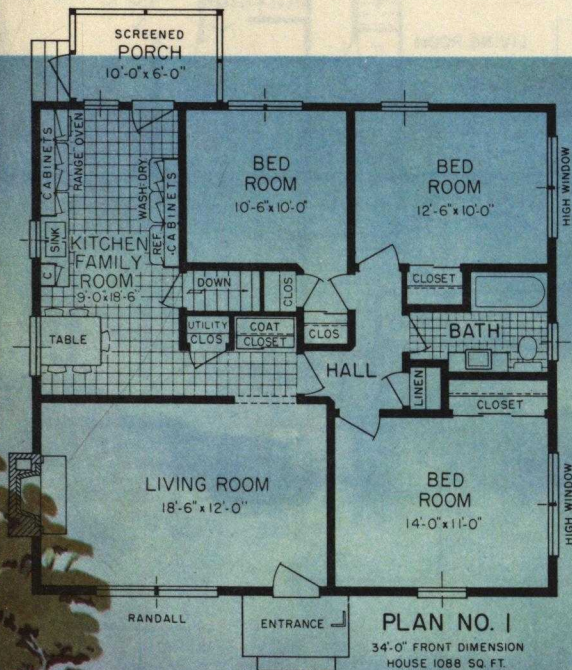 SCREENED
PORCH
10'-0" x 6'-0"
CABINETS
RANGE OVEN
WASH-DRY
CABINETS
REF.
SINK
C
KITCHEN
FAMILY
ROOM
9'-0 x 18'-6"
TABLE
BED
ROOM
10'-6" x 10'-0"
BED
ROOM
12'-6" x 10'-0"
HIGH WINDOW
DOWN
CLOS
CLOSET
UTILITY
CLOS
COAT
CLOSET
CLOS
BATH
HALL
LINEN
CLOSET
LIVING ROOM
18'-6" x 12'-0"
BED
ROOM
14'-0" x 11'-0"
HIGH WINDOW
RANDALL
ENTRANCE
PLAN NO. 1
34'-0" FRONT DIMENSION
HOUSE 1088 SQ. FT.